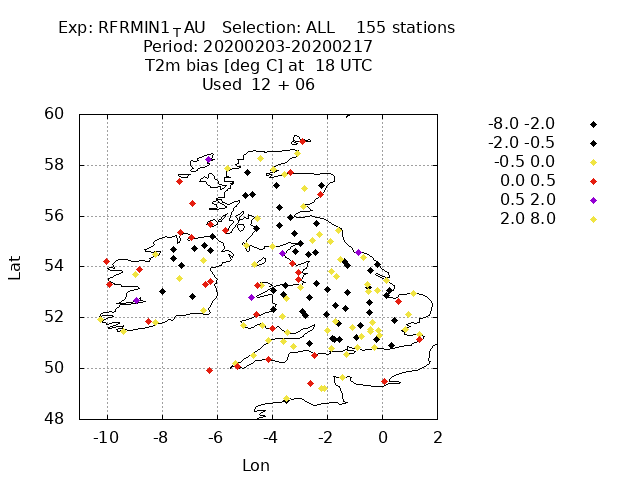 Exp: RFRMIN1TAU Selection: ALL 155 stations
Period: 20200203-20200217
T2m bias [deg C] at 18 UTC
Used 12 + 06
-8.0 -2.0
-2.0 -0.5
-0.5 0.0
0.0 0.5
0.5 2.0
2.0 8.0
60
58
56
54
52
50
48
Lat
-10 -8 -6 -4 -2 0 2
Lon